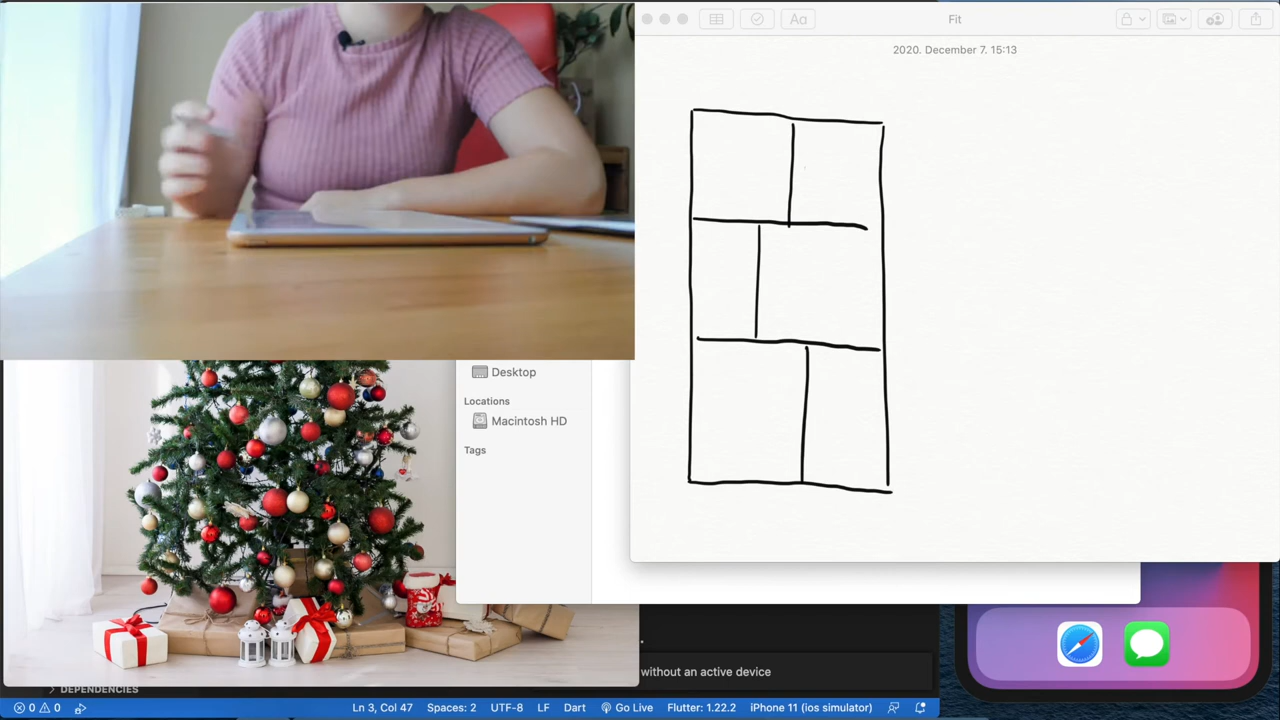 Aa
Fit
2020. December 7. 15:13
Desktop
Locations
Macintosh HD
Tags
without an active device
DEPENDENCIES
0 0 Ln 3, Col 47 Spaces: 2 UTF-8 LF Dart Go Live Flutter: 1.22.2 iPhone 11 (ios simulator)